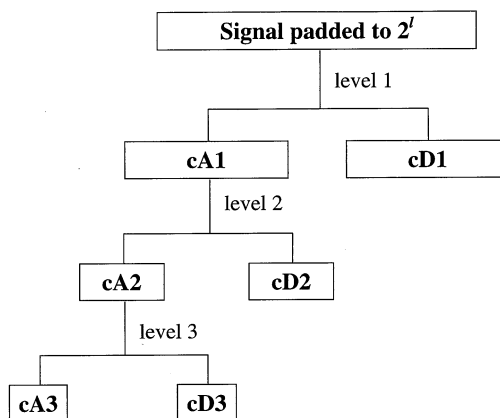 Signal padded to 2^l
level 1
cA1 cD1
level 2
cA2 cD2
level 3
cA3 cD3